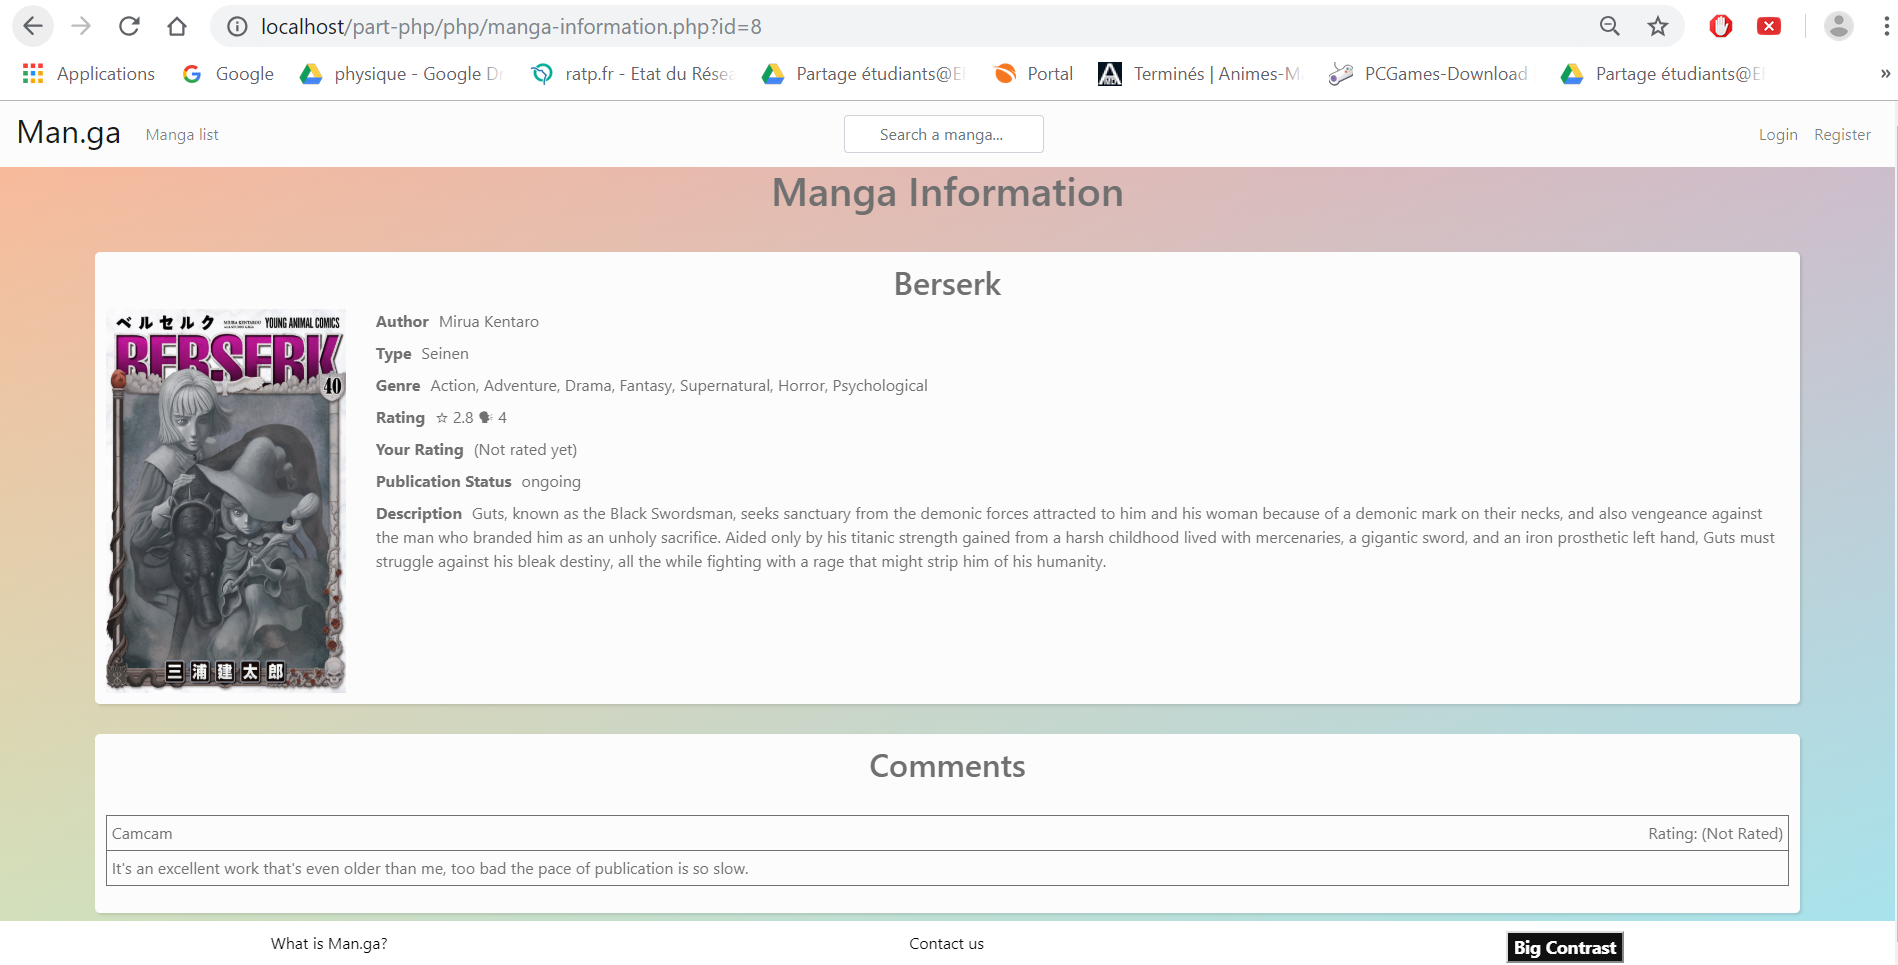 localhost/part-php/php/manga-information.php?id=8
Applications Google physique - Google Dr ratp.fr - Etat du Résea Partage étudiants@E Portal Terminés | Animes-M PCGames-Download Partage étudiants@E »
Man.ga Manga list Search a manga... Login Register
Manga Information
Berserk
ベルセルク YOUNG ANIMAL COMICS
BERSERK
40
三浦建太郎
Author Mirua Kentaro
Type Seinen
Genre Action, Adventure, Drama, Fantasy, Supernatural, Horror, Psychological
Rating ☆ 2.8 🗣 4
Your Rating (Not rated yet)
Publication Status ongoing
Description Guts, known as the Black Swordsman, seeks sanctuary from the demonic forces attracted to him and his woman because of a demonic mark on their necks, and also vengeance against
the man who branded him as an unholy sacrifice. Aided only by his titanic strength gained from a harsh childhood lived with mercenaries, a gigantic sword, and an iron prosthetic left hand, Guts must
struggle against his bleak destiny, all the while fighting with a rage that might strip him of his humanity.
Comments
Camcam Rating: (Not Rated)
It's an excellent work that's even older than me, too bad the pace of publication is so slow.
What is Man.ga? Contact us Big Contrast